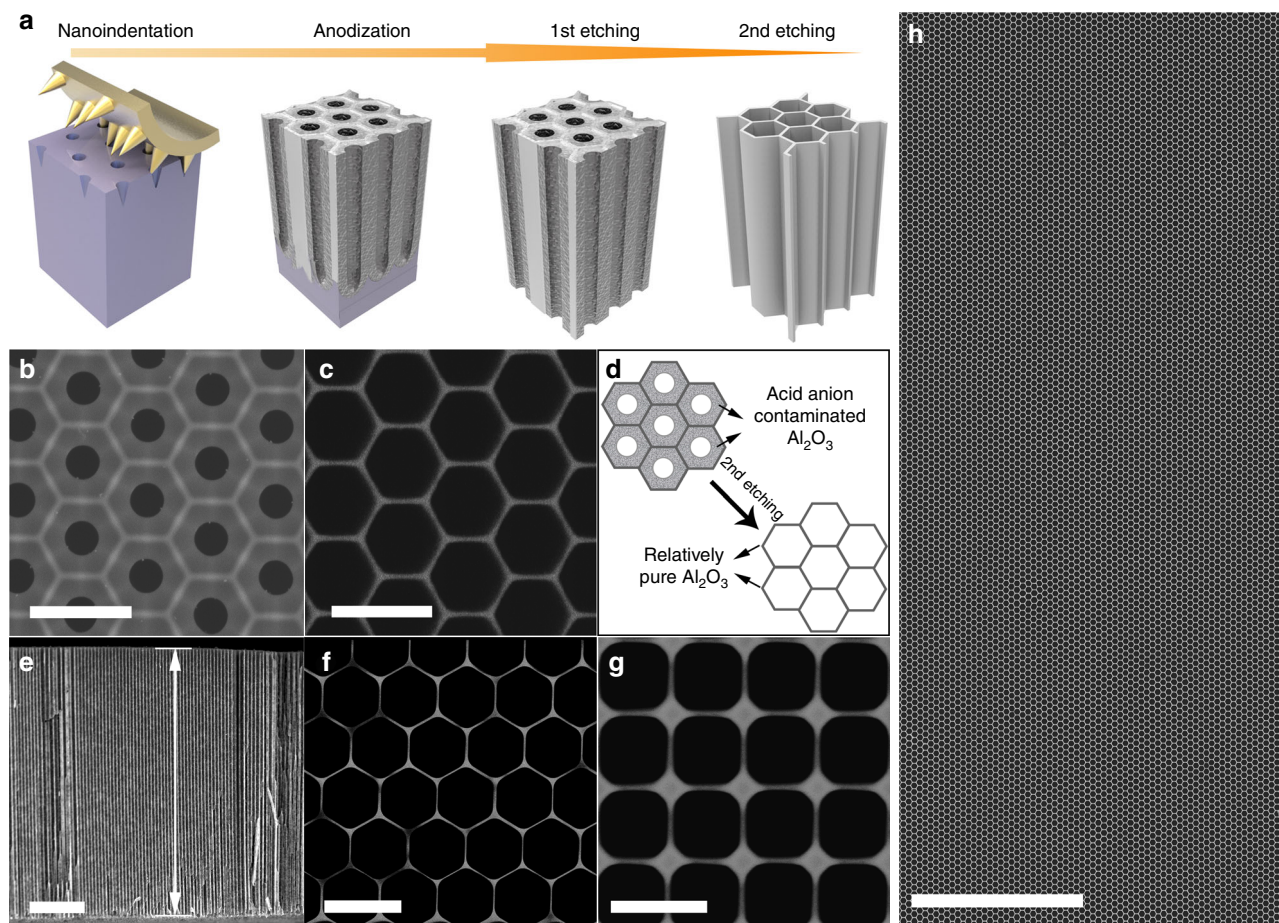 a
Nanoindentation
Anodization
1st etching
2nd etching
b
c
d
Acid anion
contaminated
Al₂O₃
2nd etching
Relatively
pure Al₂O₃
e
f
g
h